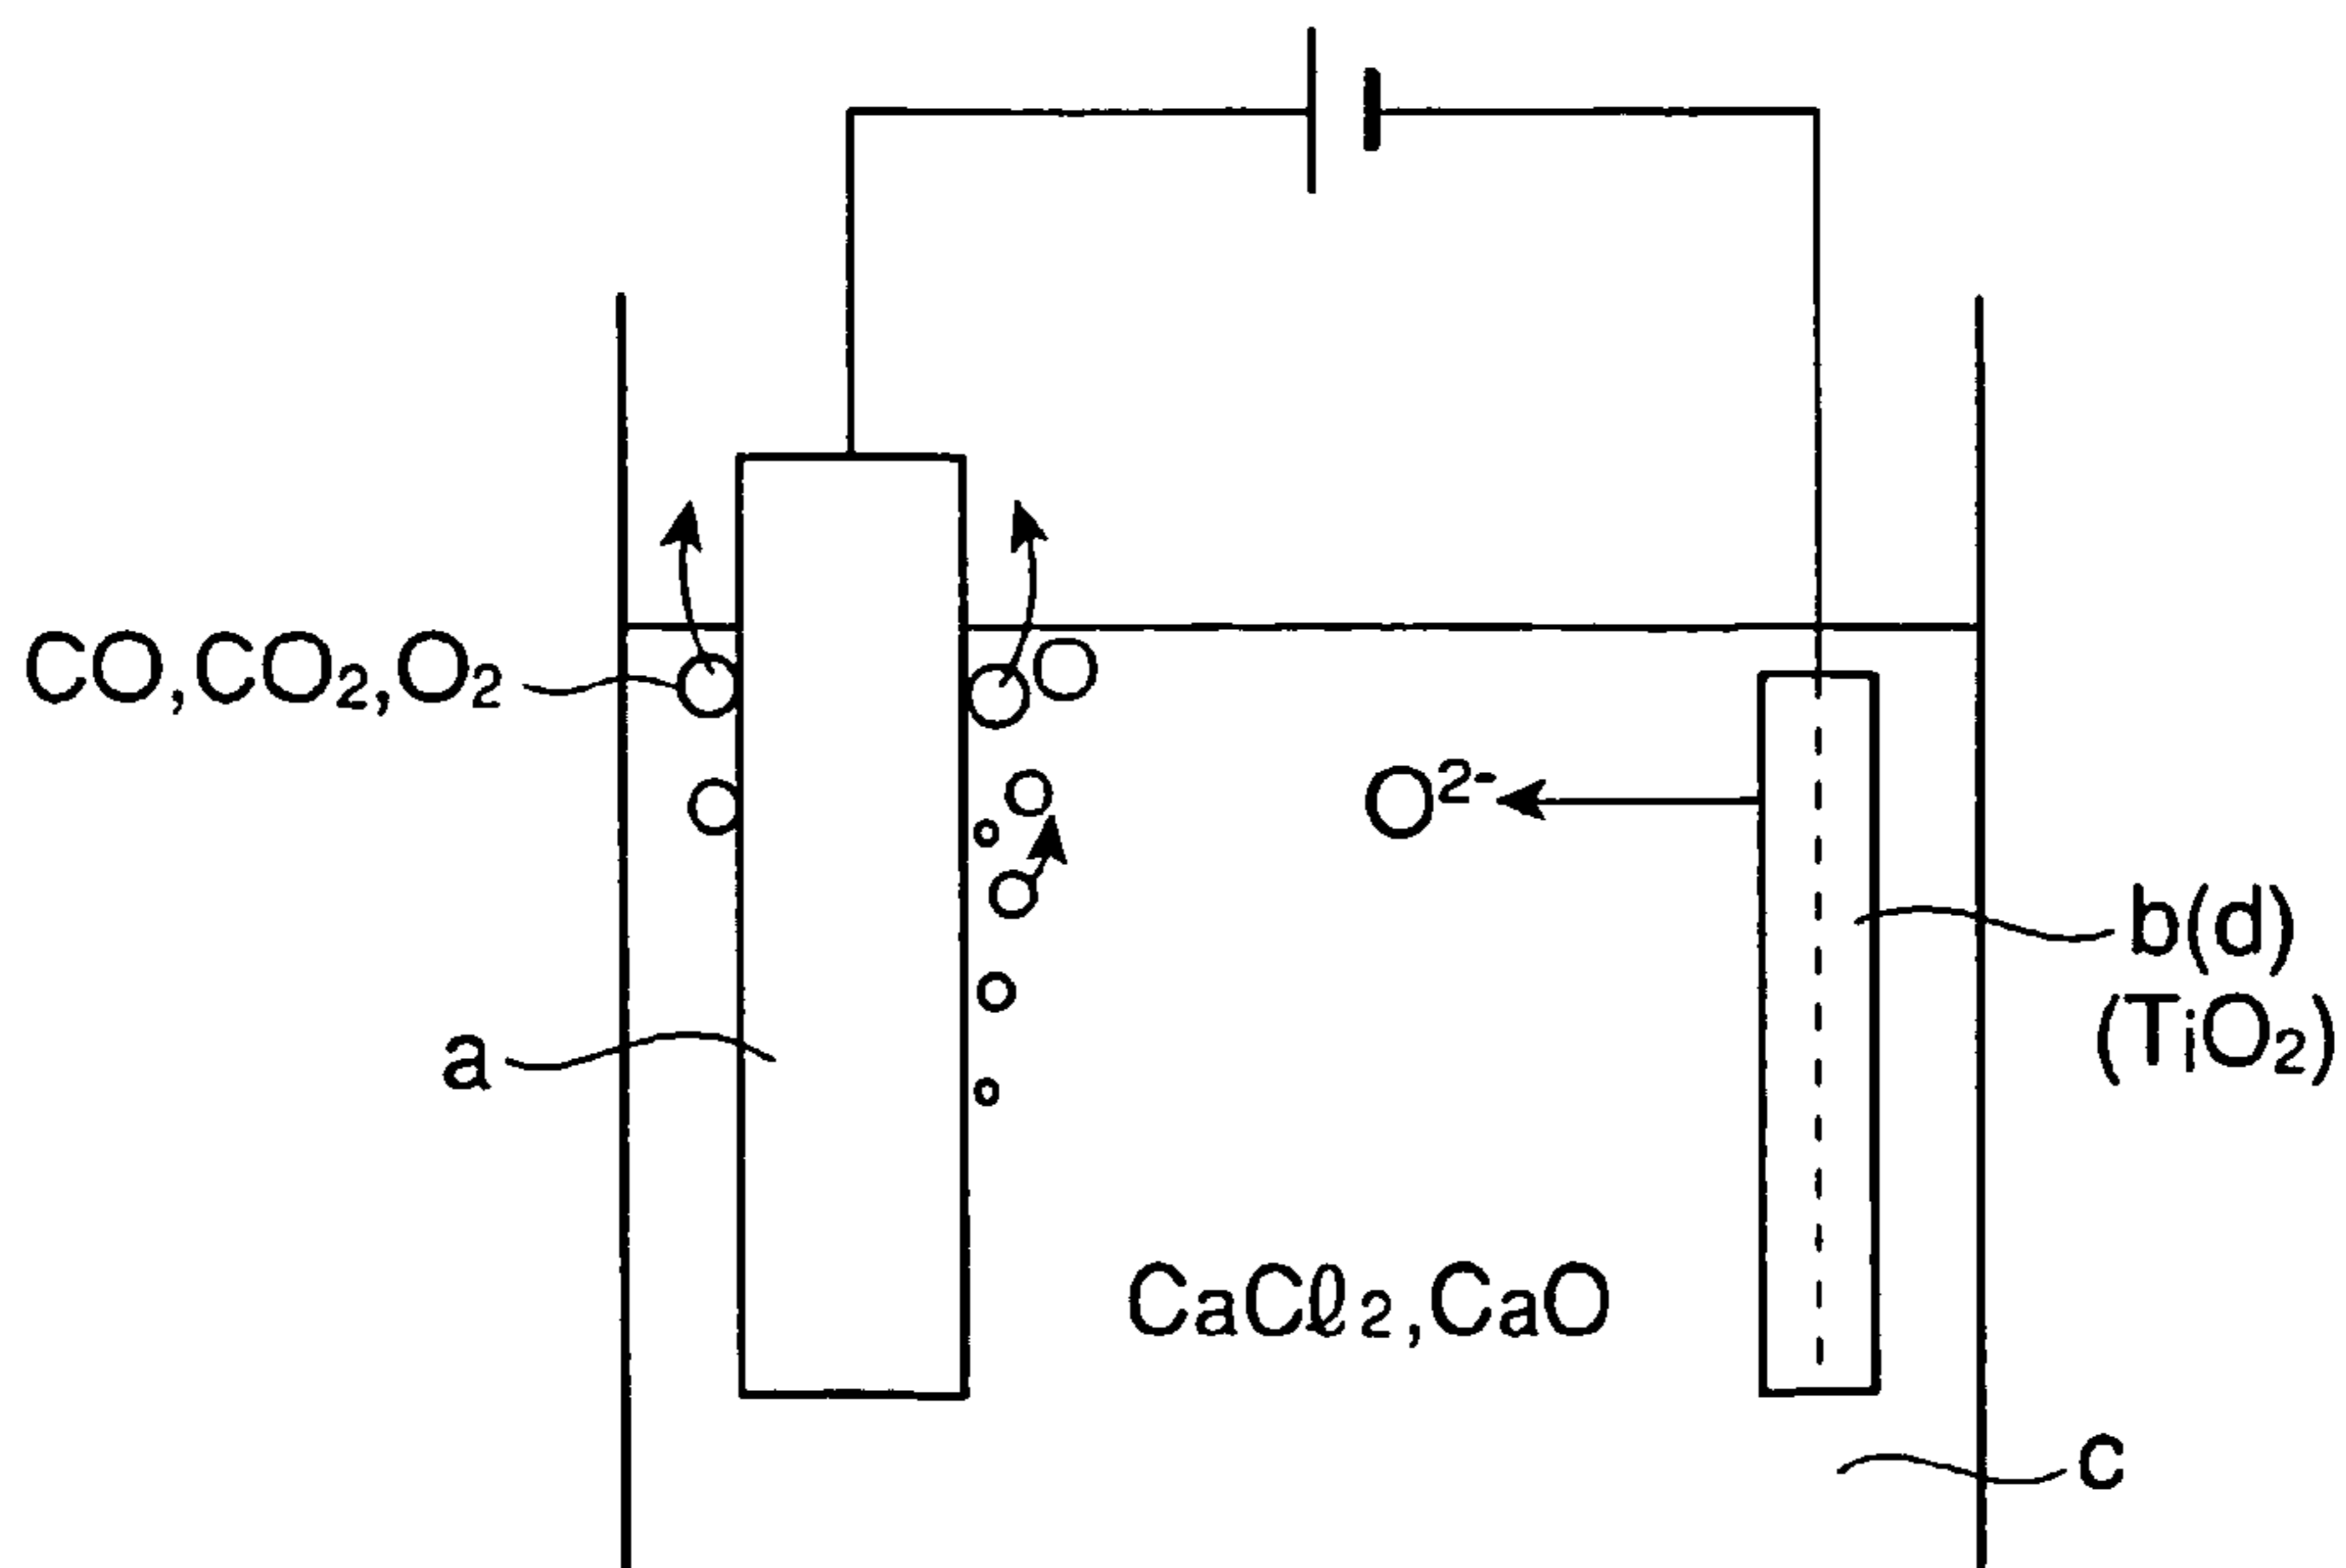 CO,CO₂,O₂
O²⁻
b(d)
(TiO₂)
a
CaCℓ₂,CaO
c